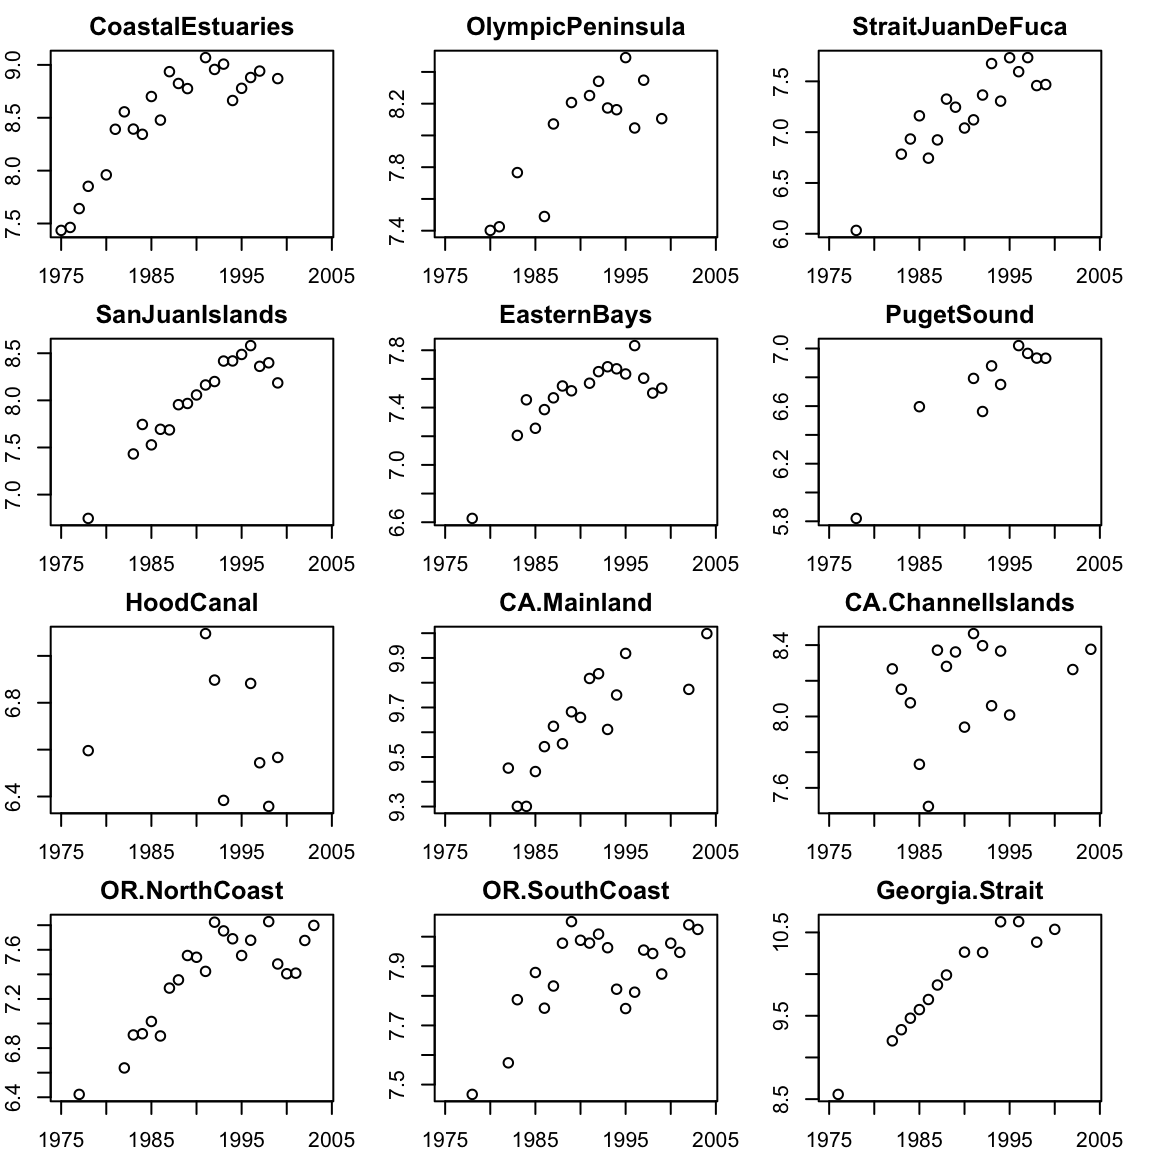 CoastalEstuaries OlympicPeninsula StraitJuanDeFuca
9.0 8.5 8.0 7.5
8.2 7.8 7.4
7.5 7.0 6.5 6.0
1975 1985 1995 2005 1975 1985 1995 2005 1975 1985 1995 2005
SanJuanIslands EasternBays PugetSound
8.5 8.0 7.5 7.0
7.8 7.4 7.0 6.6
7.0 6.6 6.2 5.8
1975 1985 1995 2005 1975 1985 1995 2005 1975 1985 1995 2005
HoodCanal CA.Mainland CA.ChannelIslands
6.8 6.4
9.9 9.7 9.5 9.3
8.4 8.0 7.6
1975 1985 1995 2005 1975 1985 1995 2005 1975 1985 1995 2005
OR.NorthCoast OR.SouthCoast Georgia.Strait
7.6 7.2 6.8 6.4
7.9 7.7 7.5
10.5 9.5 8.5
1975 1985 1995 2005 1975 1985 1995 2005 1975 1985 1995 2005